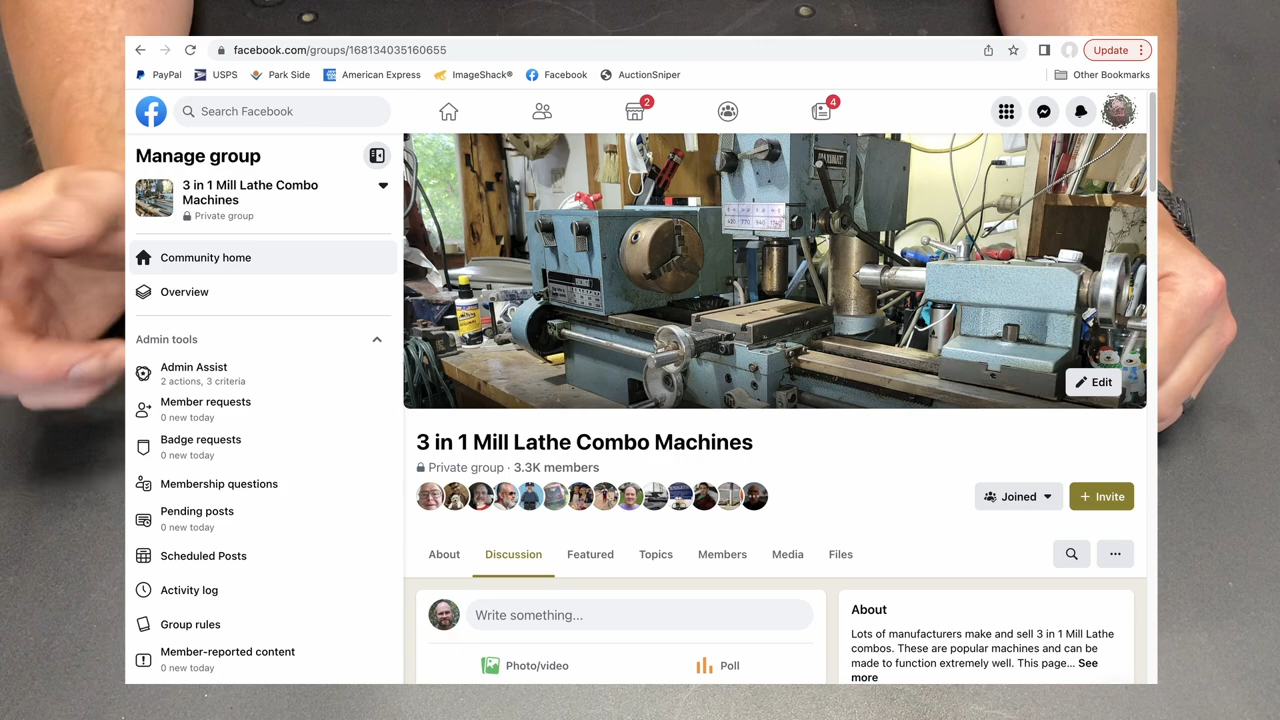 facebook.com/groups/168134035160655
Update
PayPal
USPS
Park Side
American Express
ImageShack®
Facebook
AuctionSniper
Other Bookmarks
Search Facebook
2
4
Manage group
3 in 1 Mill Lathe Combo
Machines
Private group
Community home
Overview
Admin tools
Admin Assist
2 actions, 3 criteria
Member requests
0 new today
Badge requests
0 new today
Membership questions
Pending posts
0 new today
Scheduled Posts
Activity log
Group rules
Member-reported content
0 new today
Edit
3 in 1 Mill Lathe Combo Machines
Private group · 3.3K members
Joined
+ Invite
About
Discussion
Featured
Topics
Members
Media
Files
Write something...
Photo/video
Poll
About
Lots of manufacturers make and sell 3 in 1 Mill Lathe
combos. These are popular machines and can be
made to function extremely well. This page... See
more